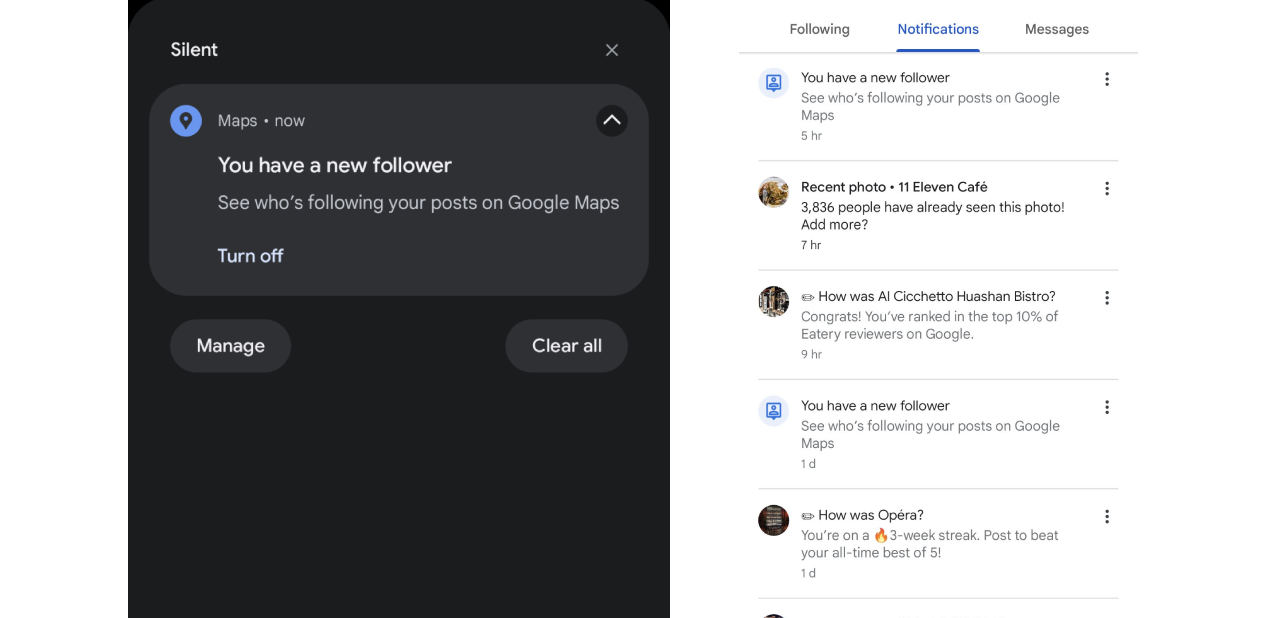 Silent
Maps • now
You have a new follower
See who's following your posts on Google Maps
Turn off
Manage
Clear all
Following
Notifications
Messages
You have a new follower
See who's following your posts on Google
Maps
5 hr
Recent photo • 11 Eleven Café
3,836 people have already seen this photo!
Add more?
7 hr
✏ How was Al Cicchetto Huashan Bistro?
Congrats! You've ranked in the top 10% of
Eatery reviewers on Google.
9 hr
You have a new follower
See who's following your posts on Google
Maps
1 d
✏ How was Opéra?
You're on a 🔥3-week streak. Post to beat
your all-time best of 5!
1 d